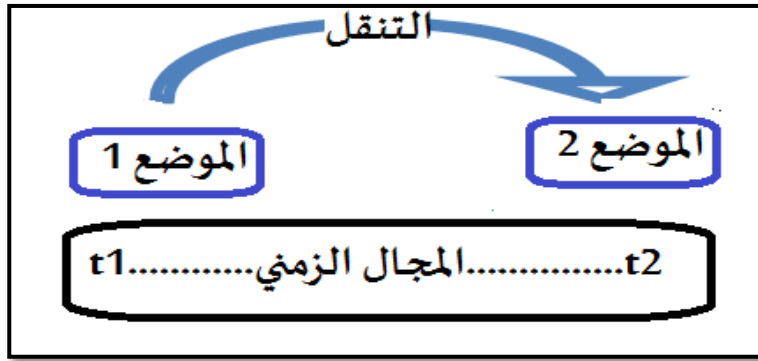 التنقل
الموضع 1
الموضع 2
t1............المجال الزمني...............t2